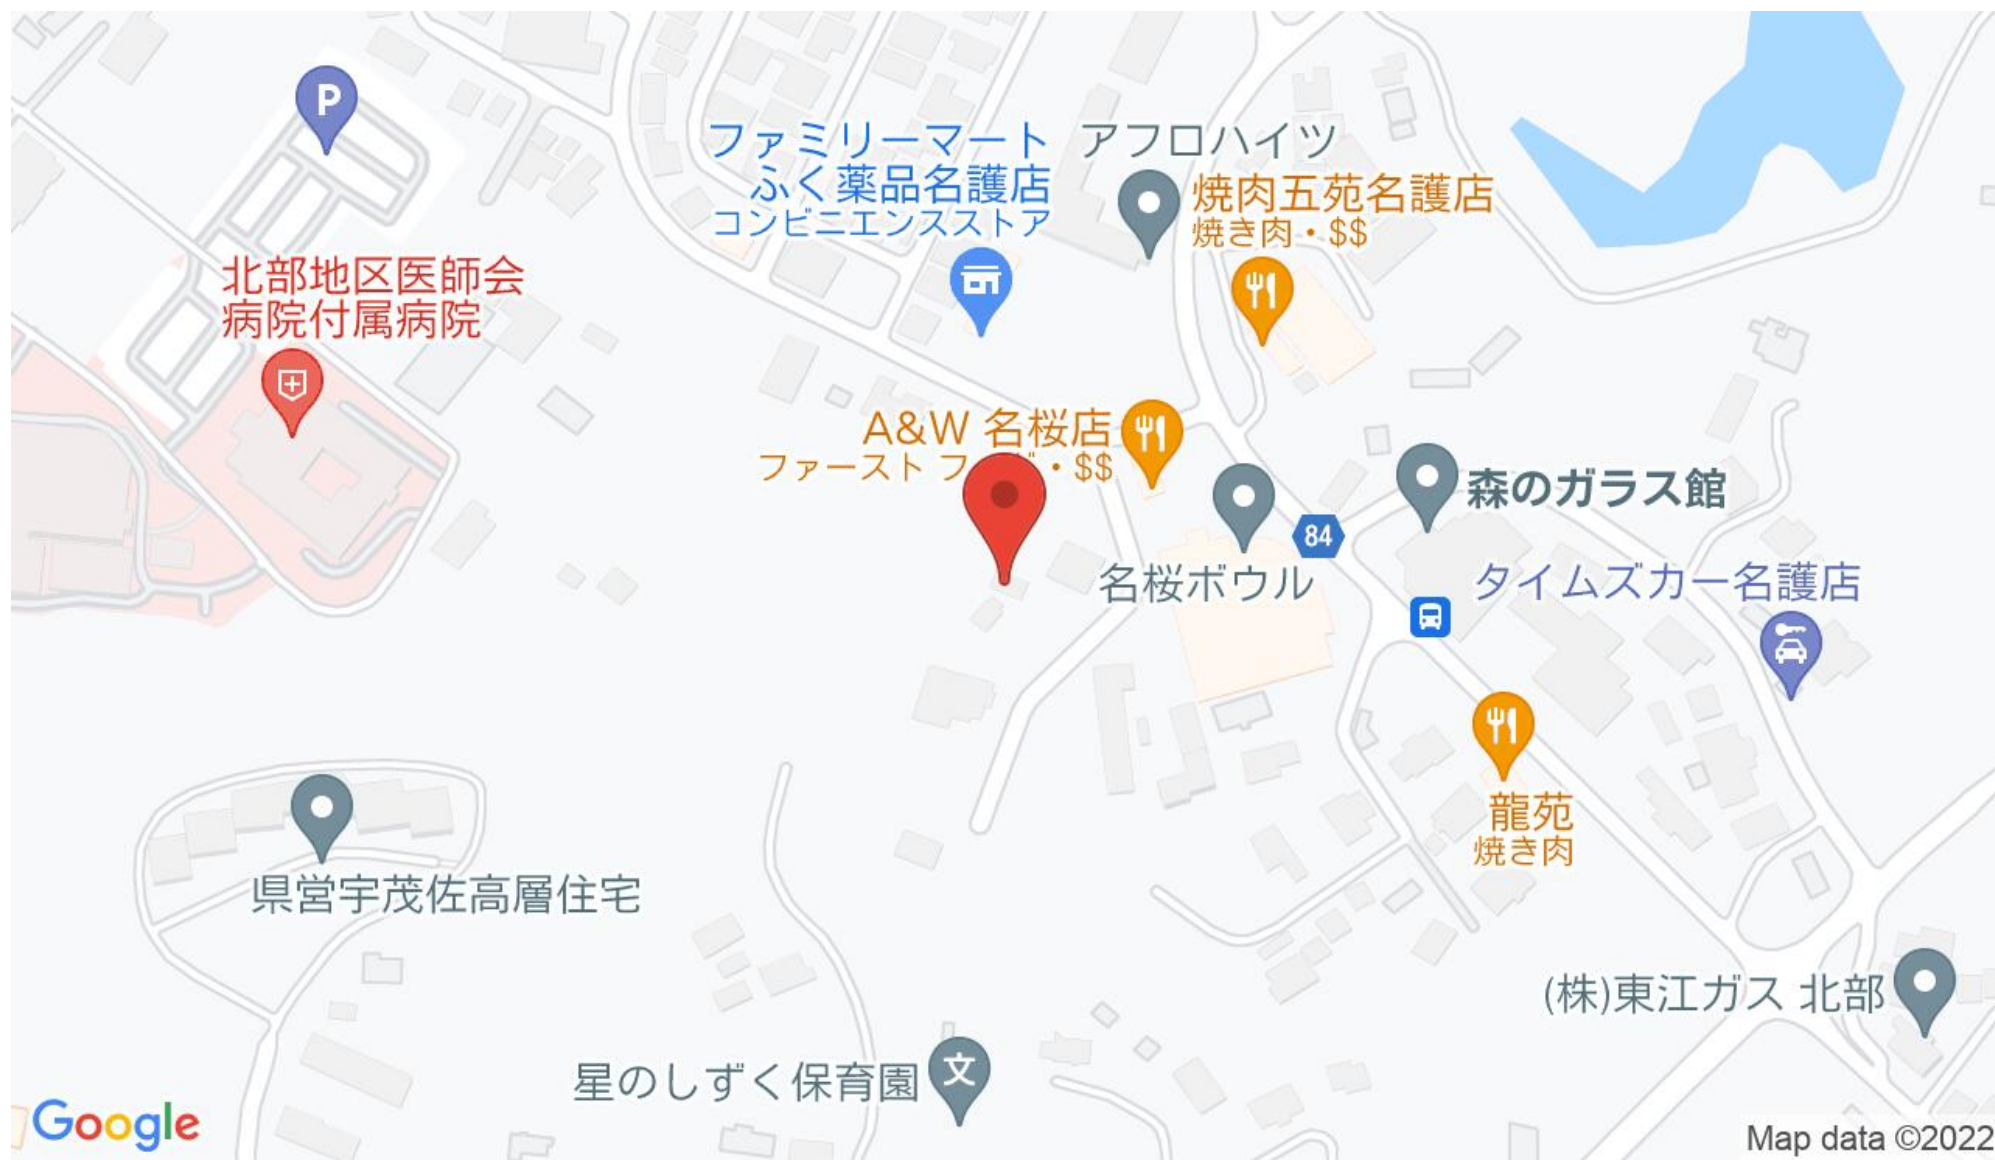 P
ファミリーマート
ふく薬品名護店
コンビニエンスストア
アフロハイツ
焼肉五苑名護店
焼き肉・$$
北部地区医師会
病院付属病院
A&W 名桜店
ファースト フ・$$
森のガラス館
84
名桜ボウル
タイムズカー名護店
龍苑
焼き肉
県営宇茂佐高層住宅
(株)東江ガス 北部
星のしずく保育園
文
Google
Map data ©2022